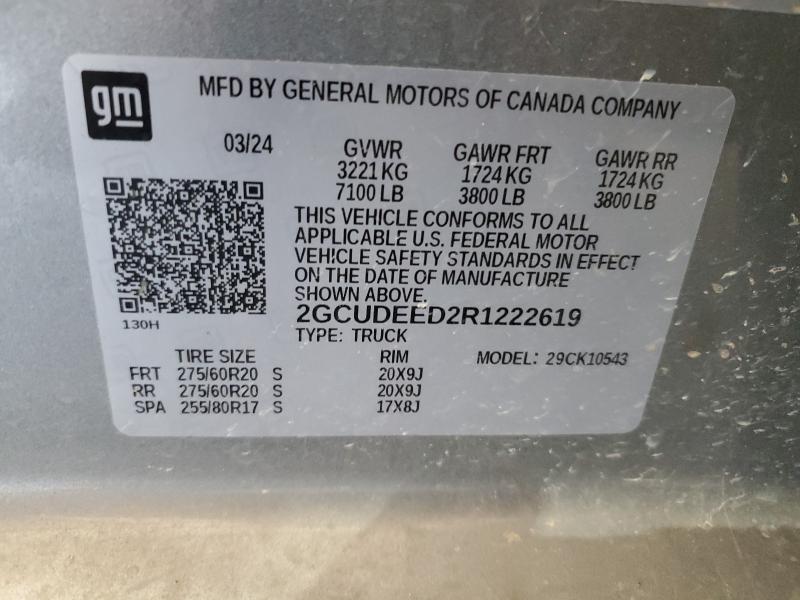 gm
MFD BY GENERAL MOTORS OF CANADA COMPANY
03/24 GVWR GAWR FRT GAWR RR
3221 KG 1724 KG 1724 KG
7100 LB 3800 LB 3800 LB
THIS VEHICLE CONFORMS TO ALL
APPLICABLE U.S. FEDERAL MOTOR
VEHICLE SAFETY STANDARDS IN EFFECT
ON THE DATE OF MANUFACTURE
SHOWN ABOVE.
2GCUDEED2R1222619
130H
TYPE: TRUCK
TIRE SIZE RIM MODEL: 29CK10543
FRT 275/60R20 S 20X9J
RR 275/60R20 S 20X9J
SPA 255/80R17 S 17X8J